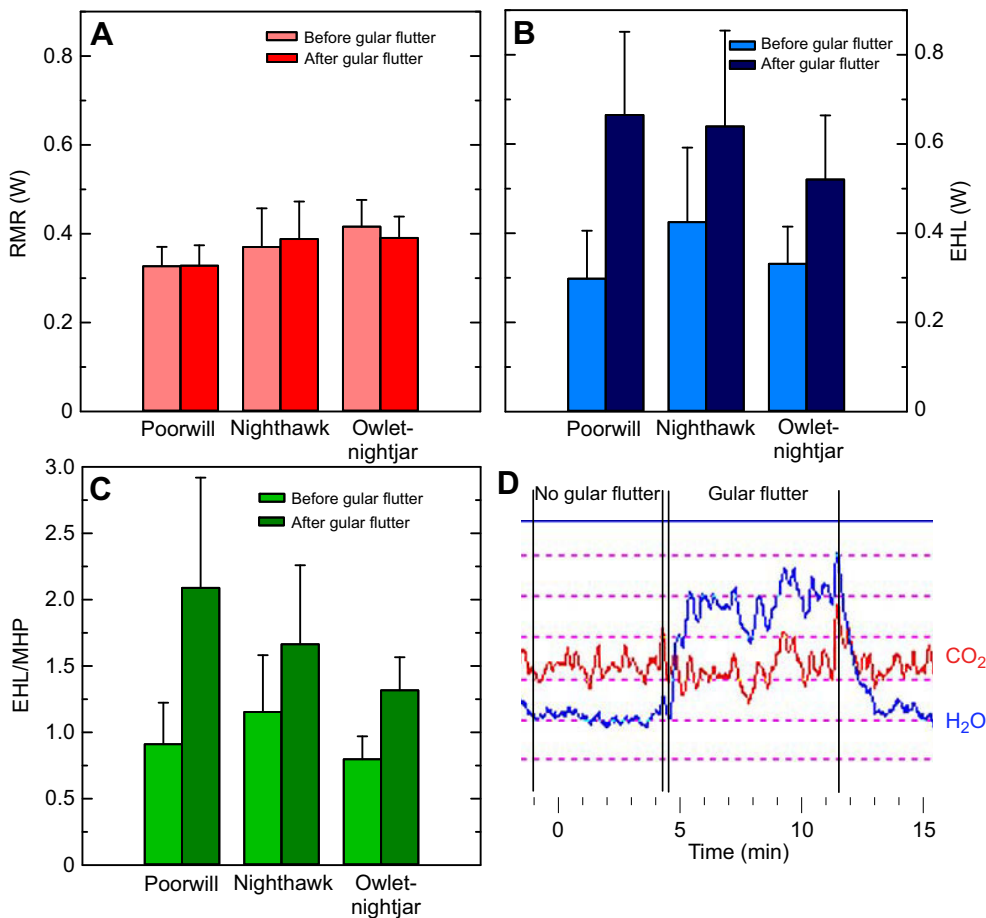 A
Before gular flutter
After gular flutter
0.8
0.6
0.4
0.2
0
RMR (W)
Poorwill Nighthawk Owlet-
nightjar
B
Before gular flutter
After gular flutter
0.8
0.6
0.4
0.2
0
EHL (W)
Poorwill Nighthawk Owlet-
nightjar
C
Before gular flutter
After gular flutter
3.0
2.5
2.0
1.5
1.0
0.5
0
EHL/MHP
Poorwill Nighthawk Owlet-
nightjar
D
No gular flutter Gular flutter
CO₂
H₂O
0 5 10 15
Time (min)